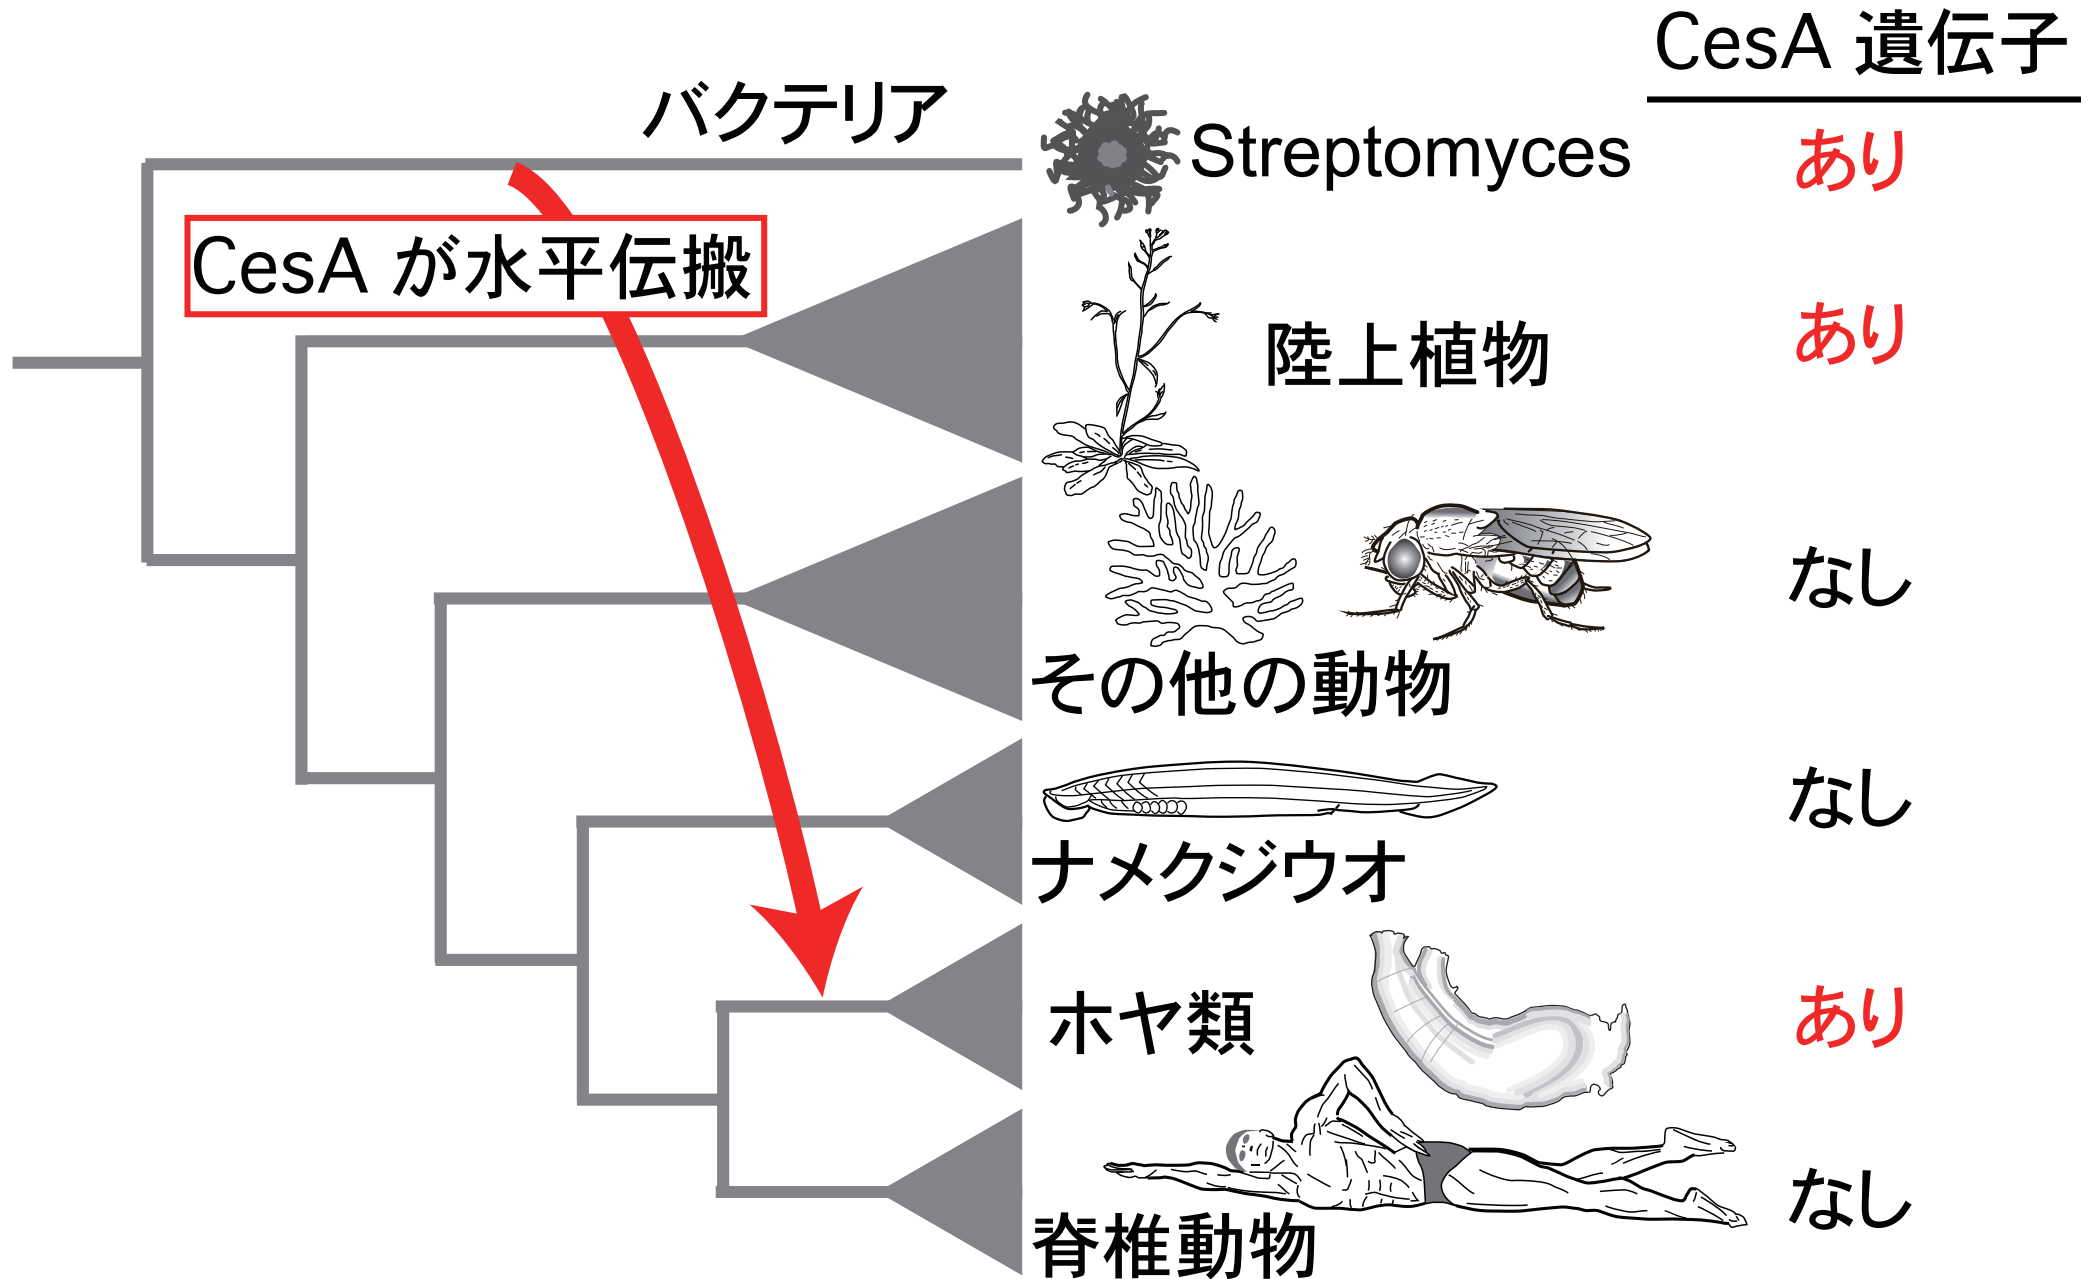 CesA 遺伝子
バクテリア
Streptomyces
あり
CesA が水平伝搬
陸上植物
あり
なし
その他の動物
なし
ナメクジウオ
ホヤ類
あり
なし
脊椎動物